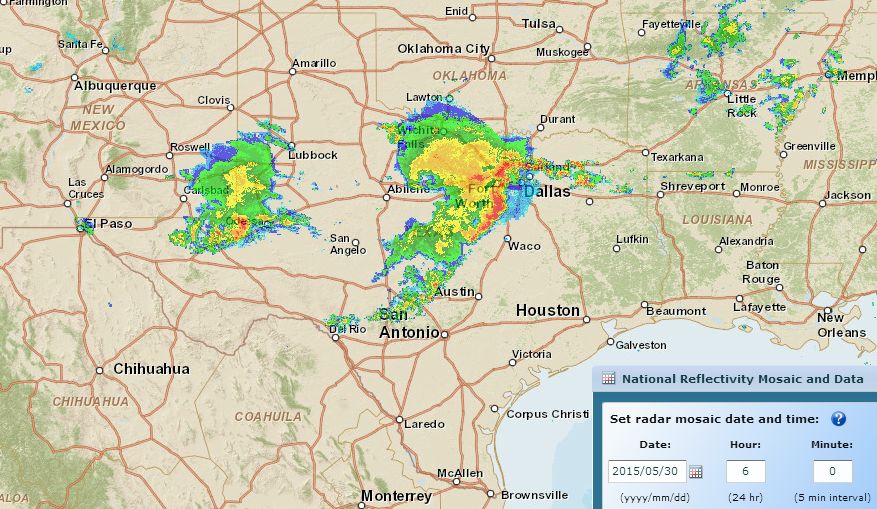 Farmington
Enid
Tulsa
Fayetteville
Santa Fe
Oklahoma City
Muskogee
Albuquerque
Amarillo
OKLAHOMA
ARKANSAS
Memph
Clovis
Lawton
Little
Rock
NEW
MEXICO
Wichita
Falls
Durant
Roswell
Lubbock
Greenville
Alamogordo
Texarkana
MISSISSIPP
Las
Cruces
Carlsbad
Abilene
Fort
Worth
Dallas
Shreveport
Monroe
Jackson
El Paso
Odessa
San
Angelo
Waco
Lufkin
LOUISIANA
Alexandria
Baton
Rouge
Austin
Houston
Beaumont
Lafayette
New
Orleans
Del Rio
San
Antonio
Galveston
Victoria
Chihuahua
CHIHUAHUA
COAHUILA
Laredo
Corpus Christi
McAllen
Monterrey
Brownsville
ALOA
National Reflectivity Mosaic and Data
Set radar mosaic date and time: ?
Date: Hour: Minute:
2015/05/30 6 0
(yyyy/mm/dd) (24 hr) (5 min interval)